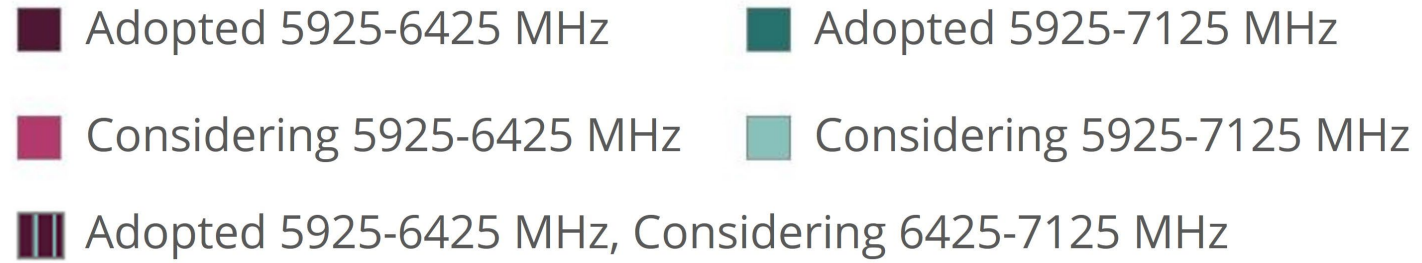 Adopted 5925-6425 MHz
Adopted 5925-7125 MHz
Considering 5925-6425 MHz
Considering 5925-7125 MHz
Adopted 5925-6425 MHz, Considering 6425-7125 MHz